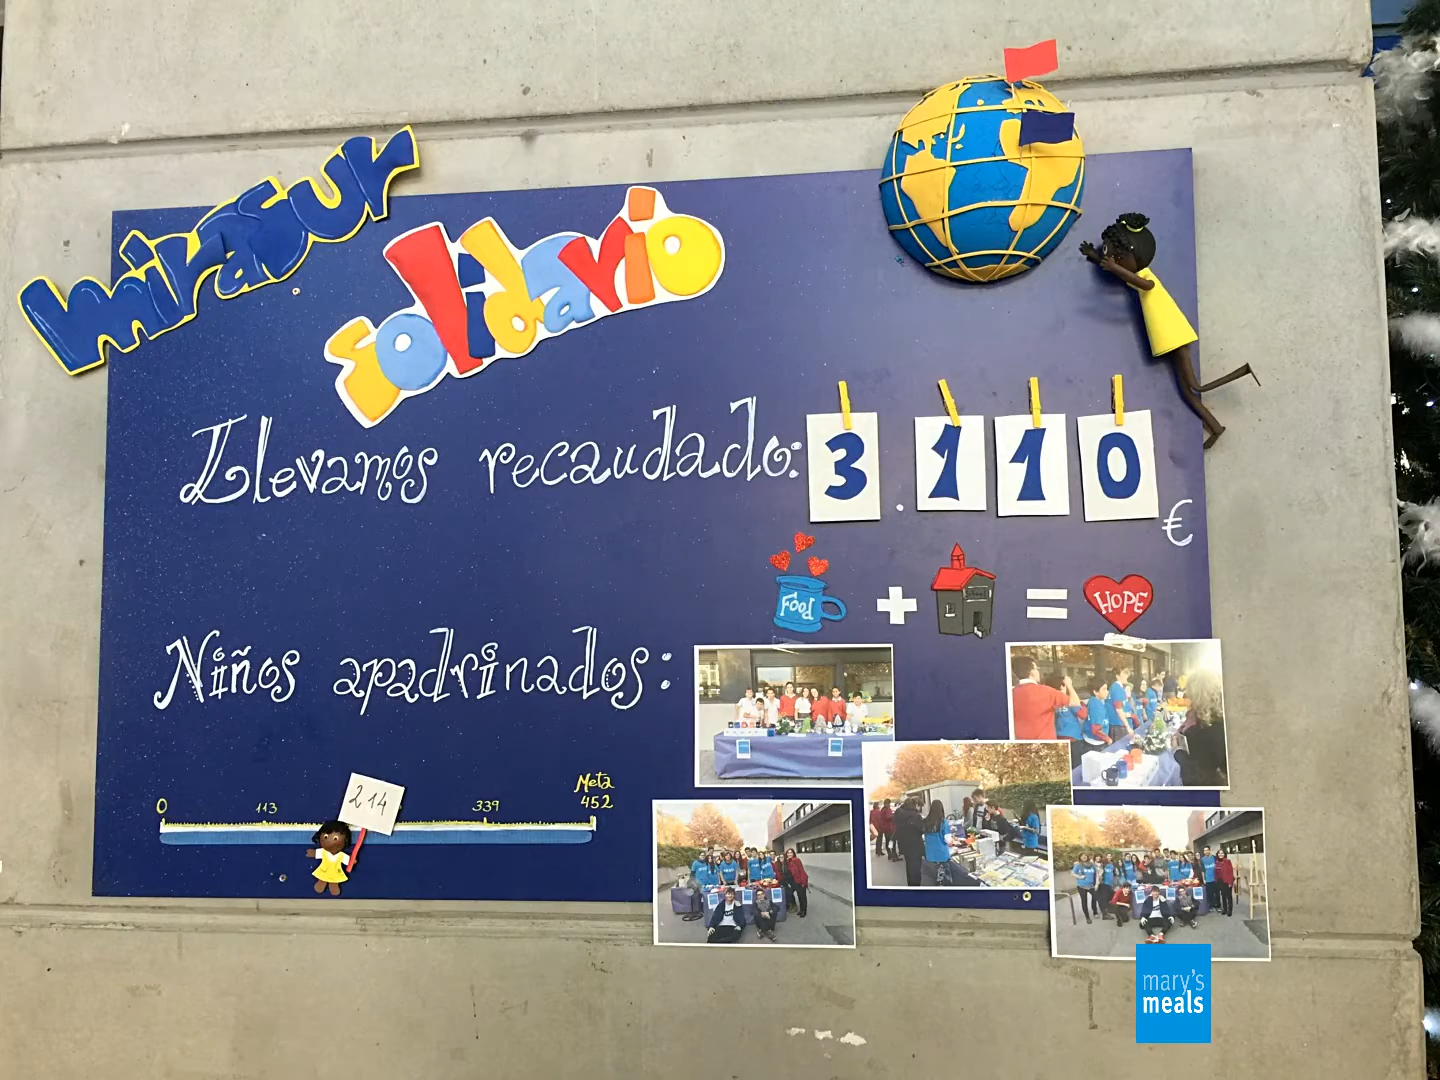 mirasur
solidario
Llevamos recaudado: 3.110 €
Food + = HOPE
Niños apadrinados:
Meta
0 113 339 452
214
mary's
meals